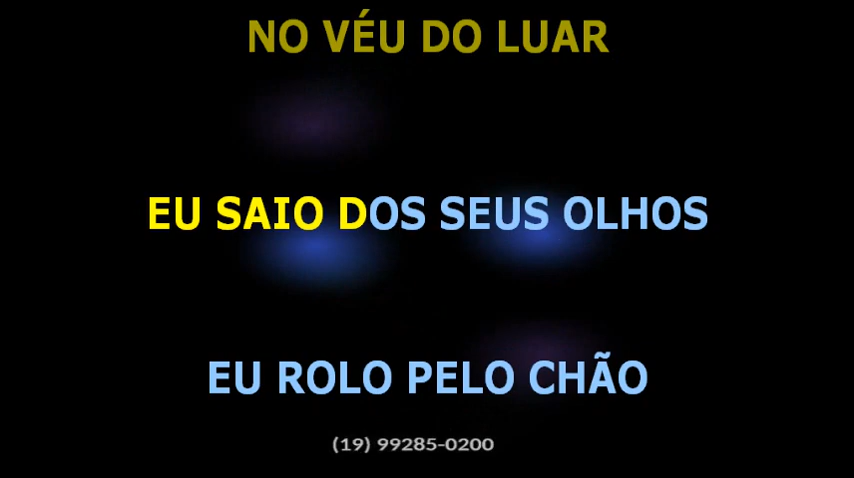 NO VÉU DO LUAR
EU SAIO DOS SEUS OLHOS
EU ROLO PELO CHÃO
(19) 99285-0200